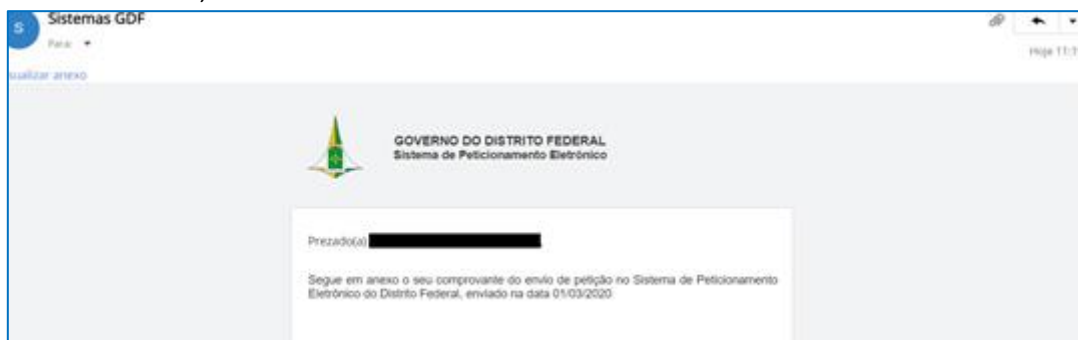 S
Sistemas GDF
Para:
Hoje 11:1
sualizar anexo
GOVERNO DO DISTRITO FEDERAL
Sistema de Peticionamento Eletrônico
Prezado(a)
Segue em anexo o seu comprovante do envio de petição no Sistema de Peticionamento
Eletrônico do Distrito Federal, enviado na data 01/03/2020